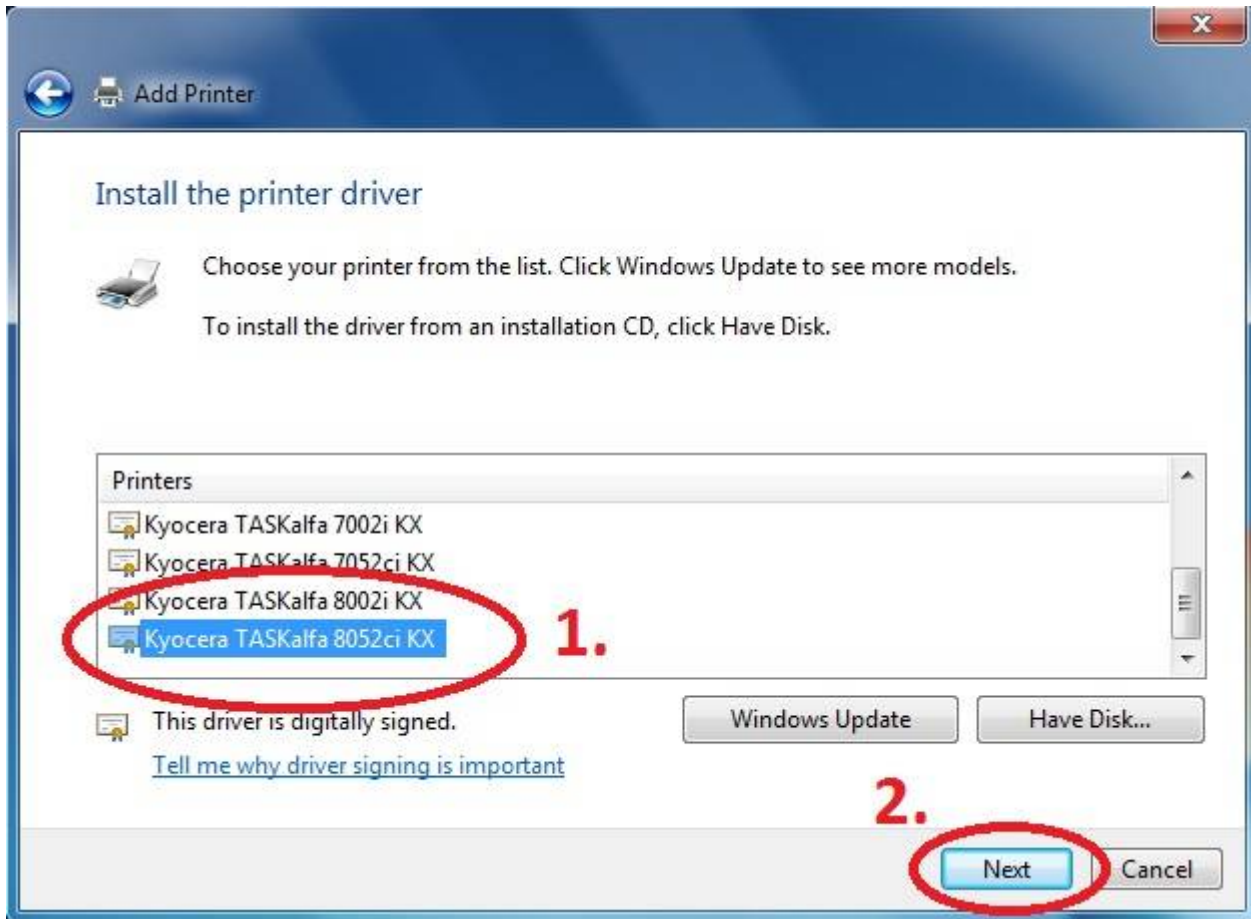 Add Printer
Install the printer driver
Choose your printer from the list. Click Windows Update to see more models.
To install the driver from an installation CD, click Have Disk.
Printers
Kyocera TASKalfa 7002i KX
Kyocera TASKalfa 7052ci KX
Kyocera TASKalfa 8002i KX
Kyocera TASKalfa 8052ci KX
1.
This driver is digitally signed.
Windows Update
Have Disk...
Tell me why driver signing is important
2.
Next
Cancel